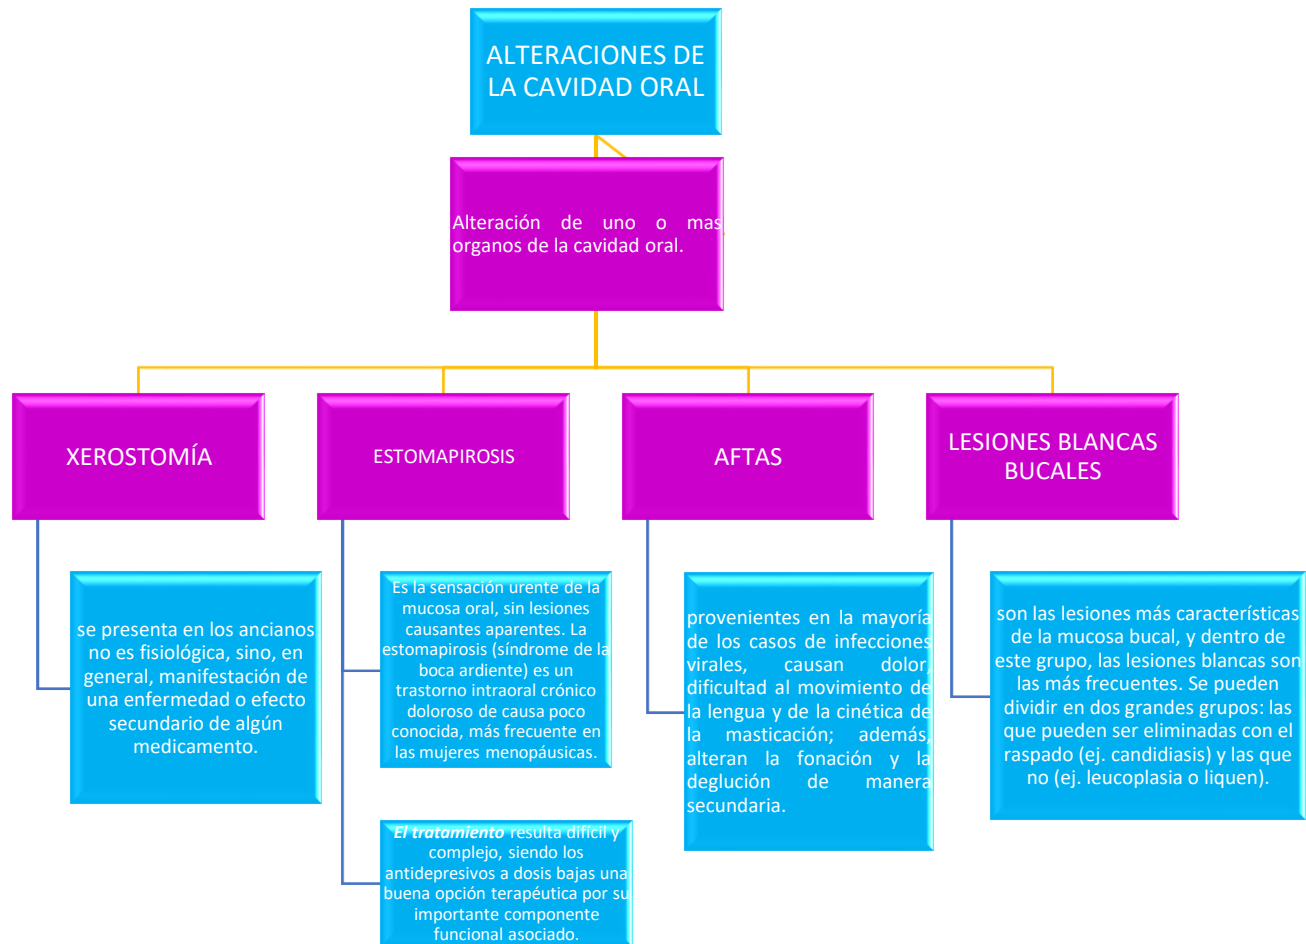 ALTERACIONES DE
LA CAVIDAD ORAL
Alteración de uno o mas
organos de la cavidad oral.
XEROSTOMÍA
se presenta en los ancianos
no es fisiológica, sino, en
general, manifestación de
una enfermedad o efecto
secundario de algún
medicamento.
ESTOMAPIROSIS
Es la sensación urente de la
mucosa oral, sin lesiones
causantes aparentes. La
estomapirosis (síndrome de la
boca ardiente) es un
trastorno intraoral crónico
doloroso de causa poco
conocida, más frecuente en
las mujeres menopáusicas.
El tratamiento resulta difícil y
complejo, siendo los
antidepresivos a dosis bajas una
buena opción terapéutica por su
importante componente
funcional asociado.
AFTAS
provenientes en la mayoría
de los casos de infecciones
virales, causan dolor,
dificultad al movimiento de
la lengua y de la cinética de
la masticación; además,
alteran la fonación y la
deglución de manera
secundaria.
LESIONES BLANCAS
BUCALES
son las lesiones más características
de la mucosa bucal, y dentro de
este grupo, las lesiones blancas son
las más frecuentes. Se pueden
dividir en dos grandes grupos: las
que pueden ser eliminadas con el
raspado (ej. candidiasis) y las que
no (ej. leucoplasia o liquen).